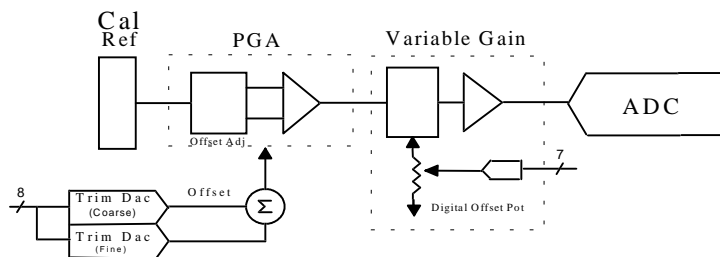 Cal
Ref
PGA
Variable Gain
ADC
Offset Adj
7
8
Trim Dac
(Coarse)
Offset
Σ
Digital Offset Pot
Trim Dac
(Fine)